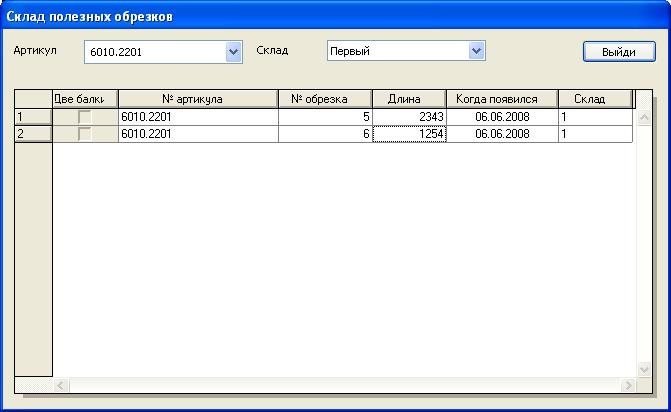 Склад полезных обрезков
Артикул 6010.2201 Склад Первый Выйди
Две балки № артикула № обрезка Длина Когда появился Склад
1 6010.2201 5 2343 06.06.2008 1
2 6010.2201 6 1254 06.06.2008 1